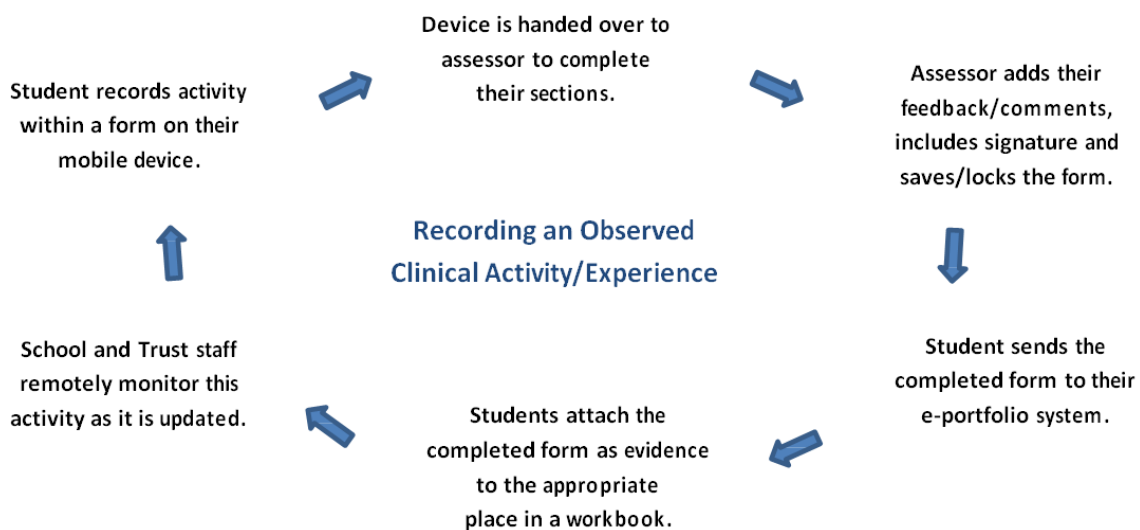 Device is handed over to
assessor to complete
their sections.
Assessor adds their
feedback/comments,
includes signature and
saves/locks the form.
Student sends the
completed form to their
e-portfolio system.
Students attach the
completed form as evidence
to the appropriate
place in a workbook.
School and Trust staff
remotely monitor this
activity as it is updated.
Student records activity
within a form on their
mobile device.
Recording an Observed
Clinical Activity/Experience